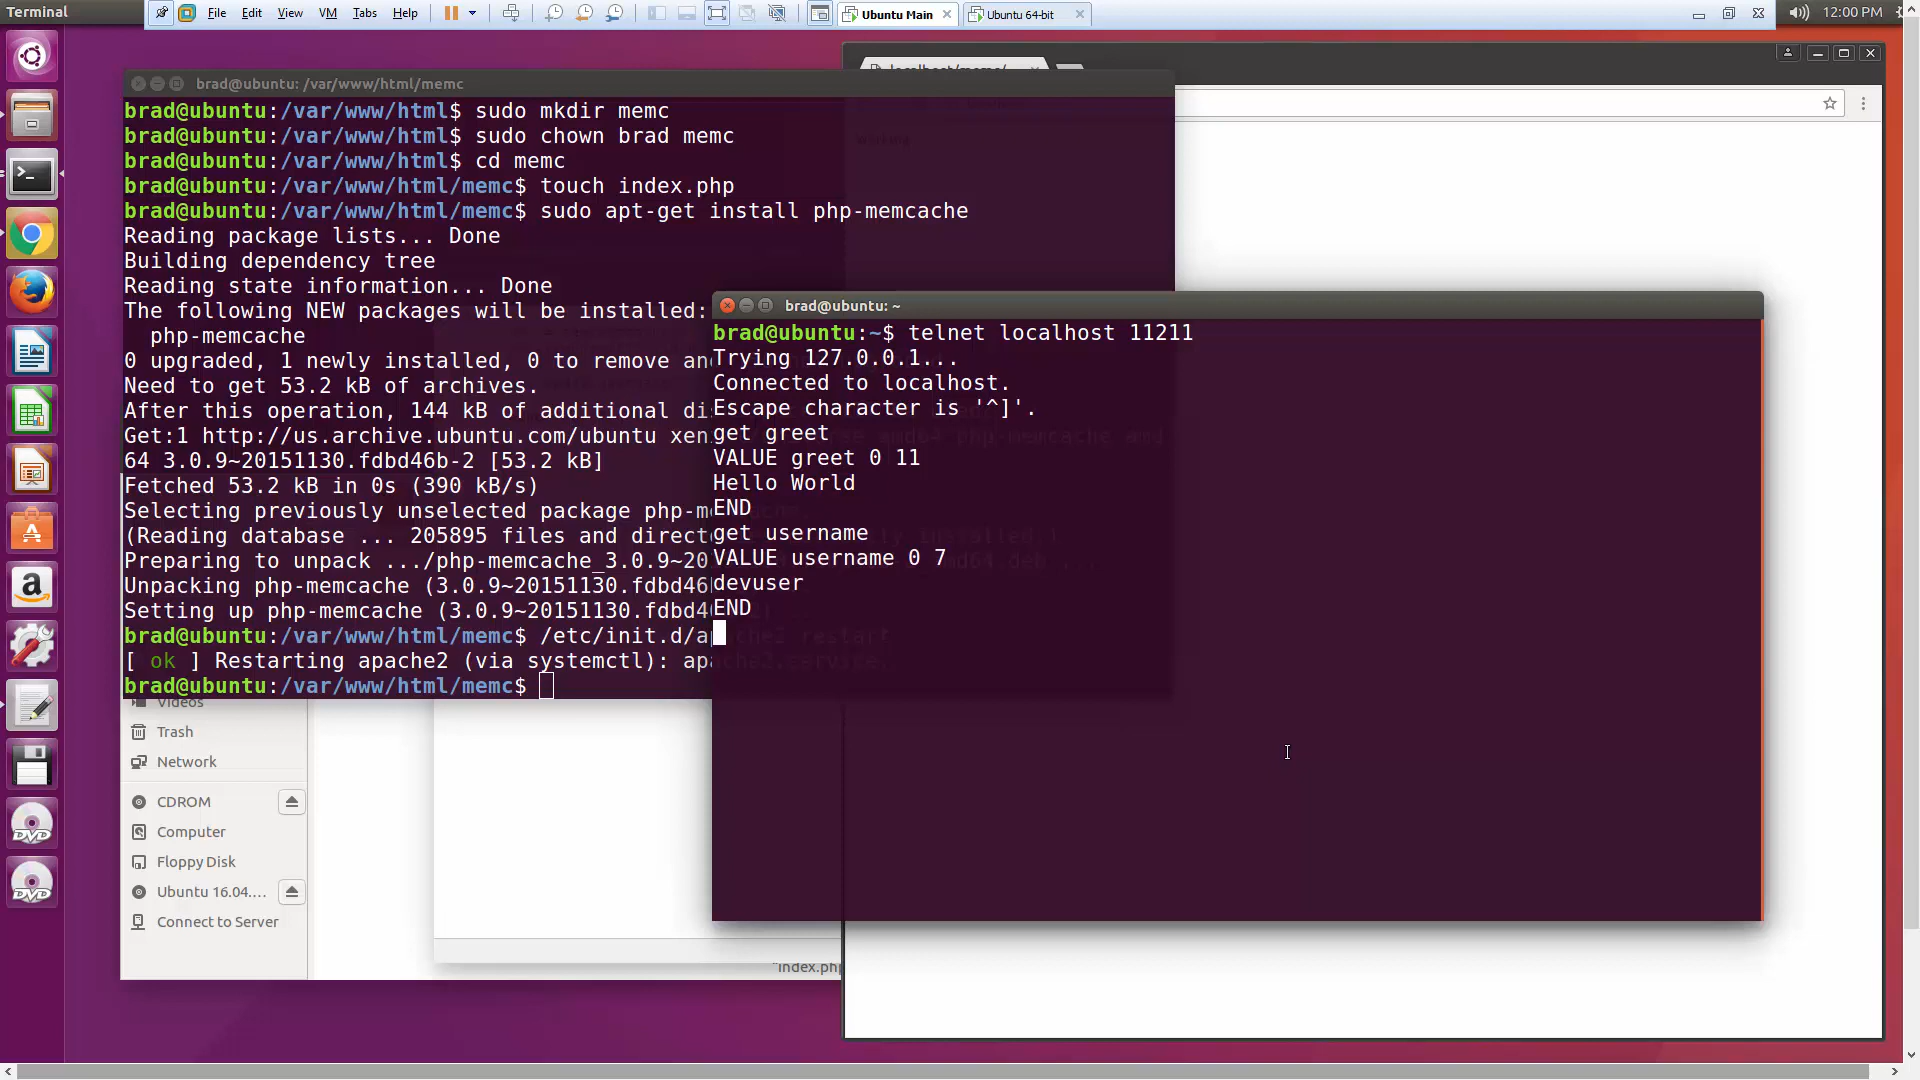 Terminal
File Edit View VM Tabs Help
Ubuntu Main
Ubuntu 64-bit
12:00 PM
brad@ubuntu: /var/www/html/memc
brad@ubuntu:/var/www/html$ sudo mkdir memc
brad@ubuntu:/var/www/html$ sudo chown brad memc
brad@ubuntu:/var/www/html$ cd memc
brad@ubuntu:/var/www/html/memc$ touch index.php
brad@ubuntu:/var/www/html/memc$ sudo apt-get install php-memcache
Reading package lists... Done
Building dependency tree
Reading state information... Done
The following NEW packages will be installed:
php-memcache
0 upgraded, 1 newly installed, 0 to remove an
Need to get 53.2 kB of archives.
After this operation, 144 kB of additional di
Get:1 http://us.archive.ubuntu.com/ubuntu xen
64 3.0.9~20151130.fdbd46b-2 [53.2 kB]
Fetched 53.2 kB in 0s (390 kB/s)
Selecting previously unselected package php-m
(Reading database ... 205895 files and direct
Preparing to unpack .../php-memcache_3.0.9~20
Unpacking php-memcache (3.0.9~20151130.fdbd46
Setting up php-memcache (3.0.9~20151130.fdbd4
brad@ubuntu:/var/www/html/memc$ /etc/init.d/apache2 restart
[ ok ] Restarting apache2 (via systemctl): apache2.service.
brad@ubuntu:/var/www/html/memc$
brad@ubuntu: ~
brad@ubuntu:~$ telnet localhost 11211
Trying 127.0.0.1...
Connected to localhost.
Escape character is '^]'.
get greet
VALUE greet 0 11
Hello World
END
get username
VALUE username 0 7
devuser
END
Videos
Trash
Network
CDROM
Computer
Floppy Disk
Ubuntu 16.04....
Connect to Server
"index.php